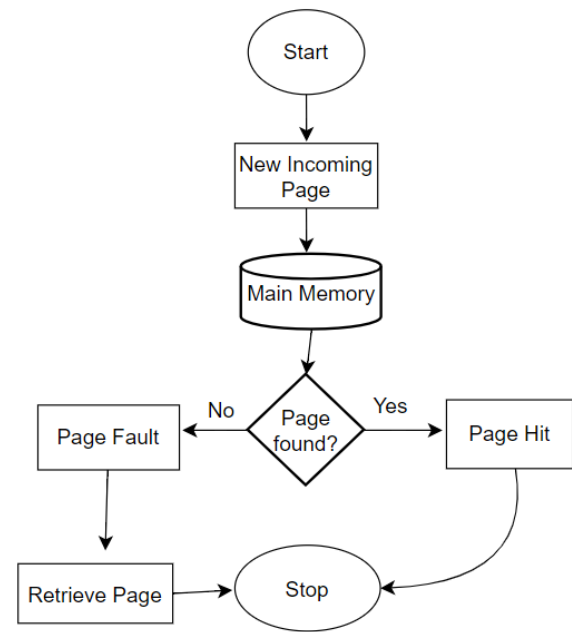 Start
New Incoming
Page
Main Memory
No
Yes
Page
found?
Page Fault
Page Hit
Retrieve Page
Stop